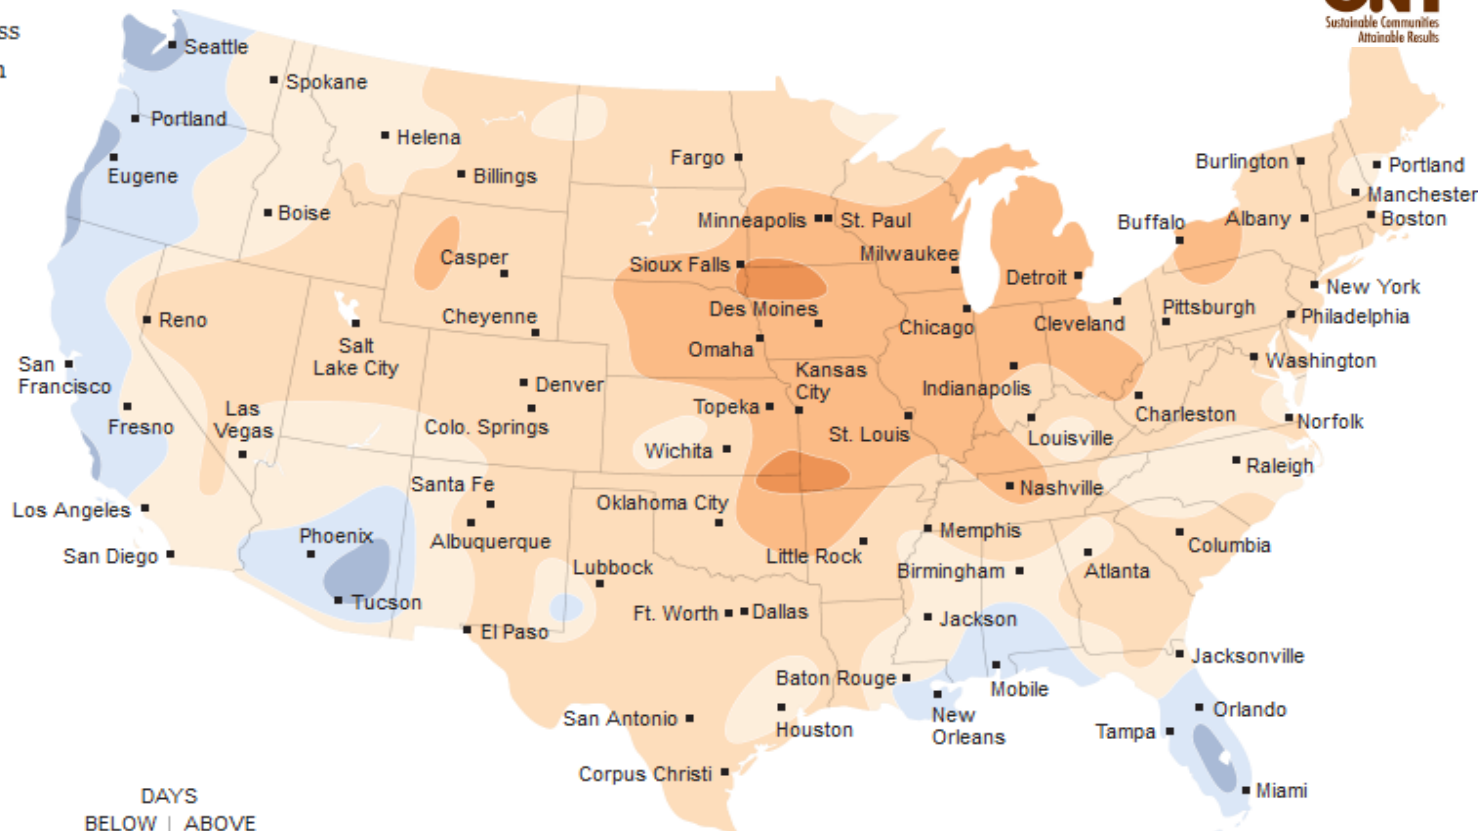 Sustainable Communities
Attainable Results
Seattle
Spokane
Portland
Helena
Eugene
Billings
Boise
Fargo
Burlington
Portland
Manchester
Minneapolis
St. Paul
Buffalo
Albany
Boston
Casper
Sioux Falls
Milwaukee
Detroit
New York
Reno
Cheyenne
Des Moines
Chicago
Cleveland
Pittsburgh
Philadelphia
Salt
Lake City
Omaha
Kansas
City
Indianapolis
Washington
San
Francisco
Denver
Las
Vegas
Fresno
Colo. Springs
Topeka
St. Louis
Louisville
Charleston
Norfolk
Wichita
Raleigh
Santa Fe
Nashville
Los Angeles
Oklahoma City
Phoenix
Albuquerque
Memphis
Columbia
San Diego
Little Rock
Lubbock
Birmingham
Atlanta
Tucson
Ft. Worth
Dallas
Jackson
El Paso
Jacksonville
Baton Rouge
Mobile
San Antonio
Houston
New
Orleans
Orlando
Tampa
Corpus Christi
Miami
DAYS
BELOW | ABOVE